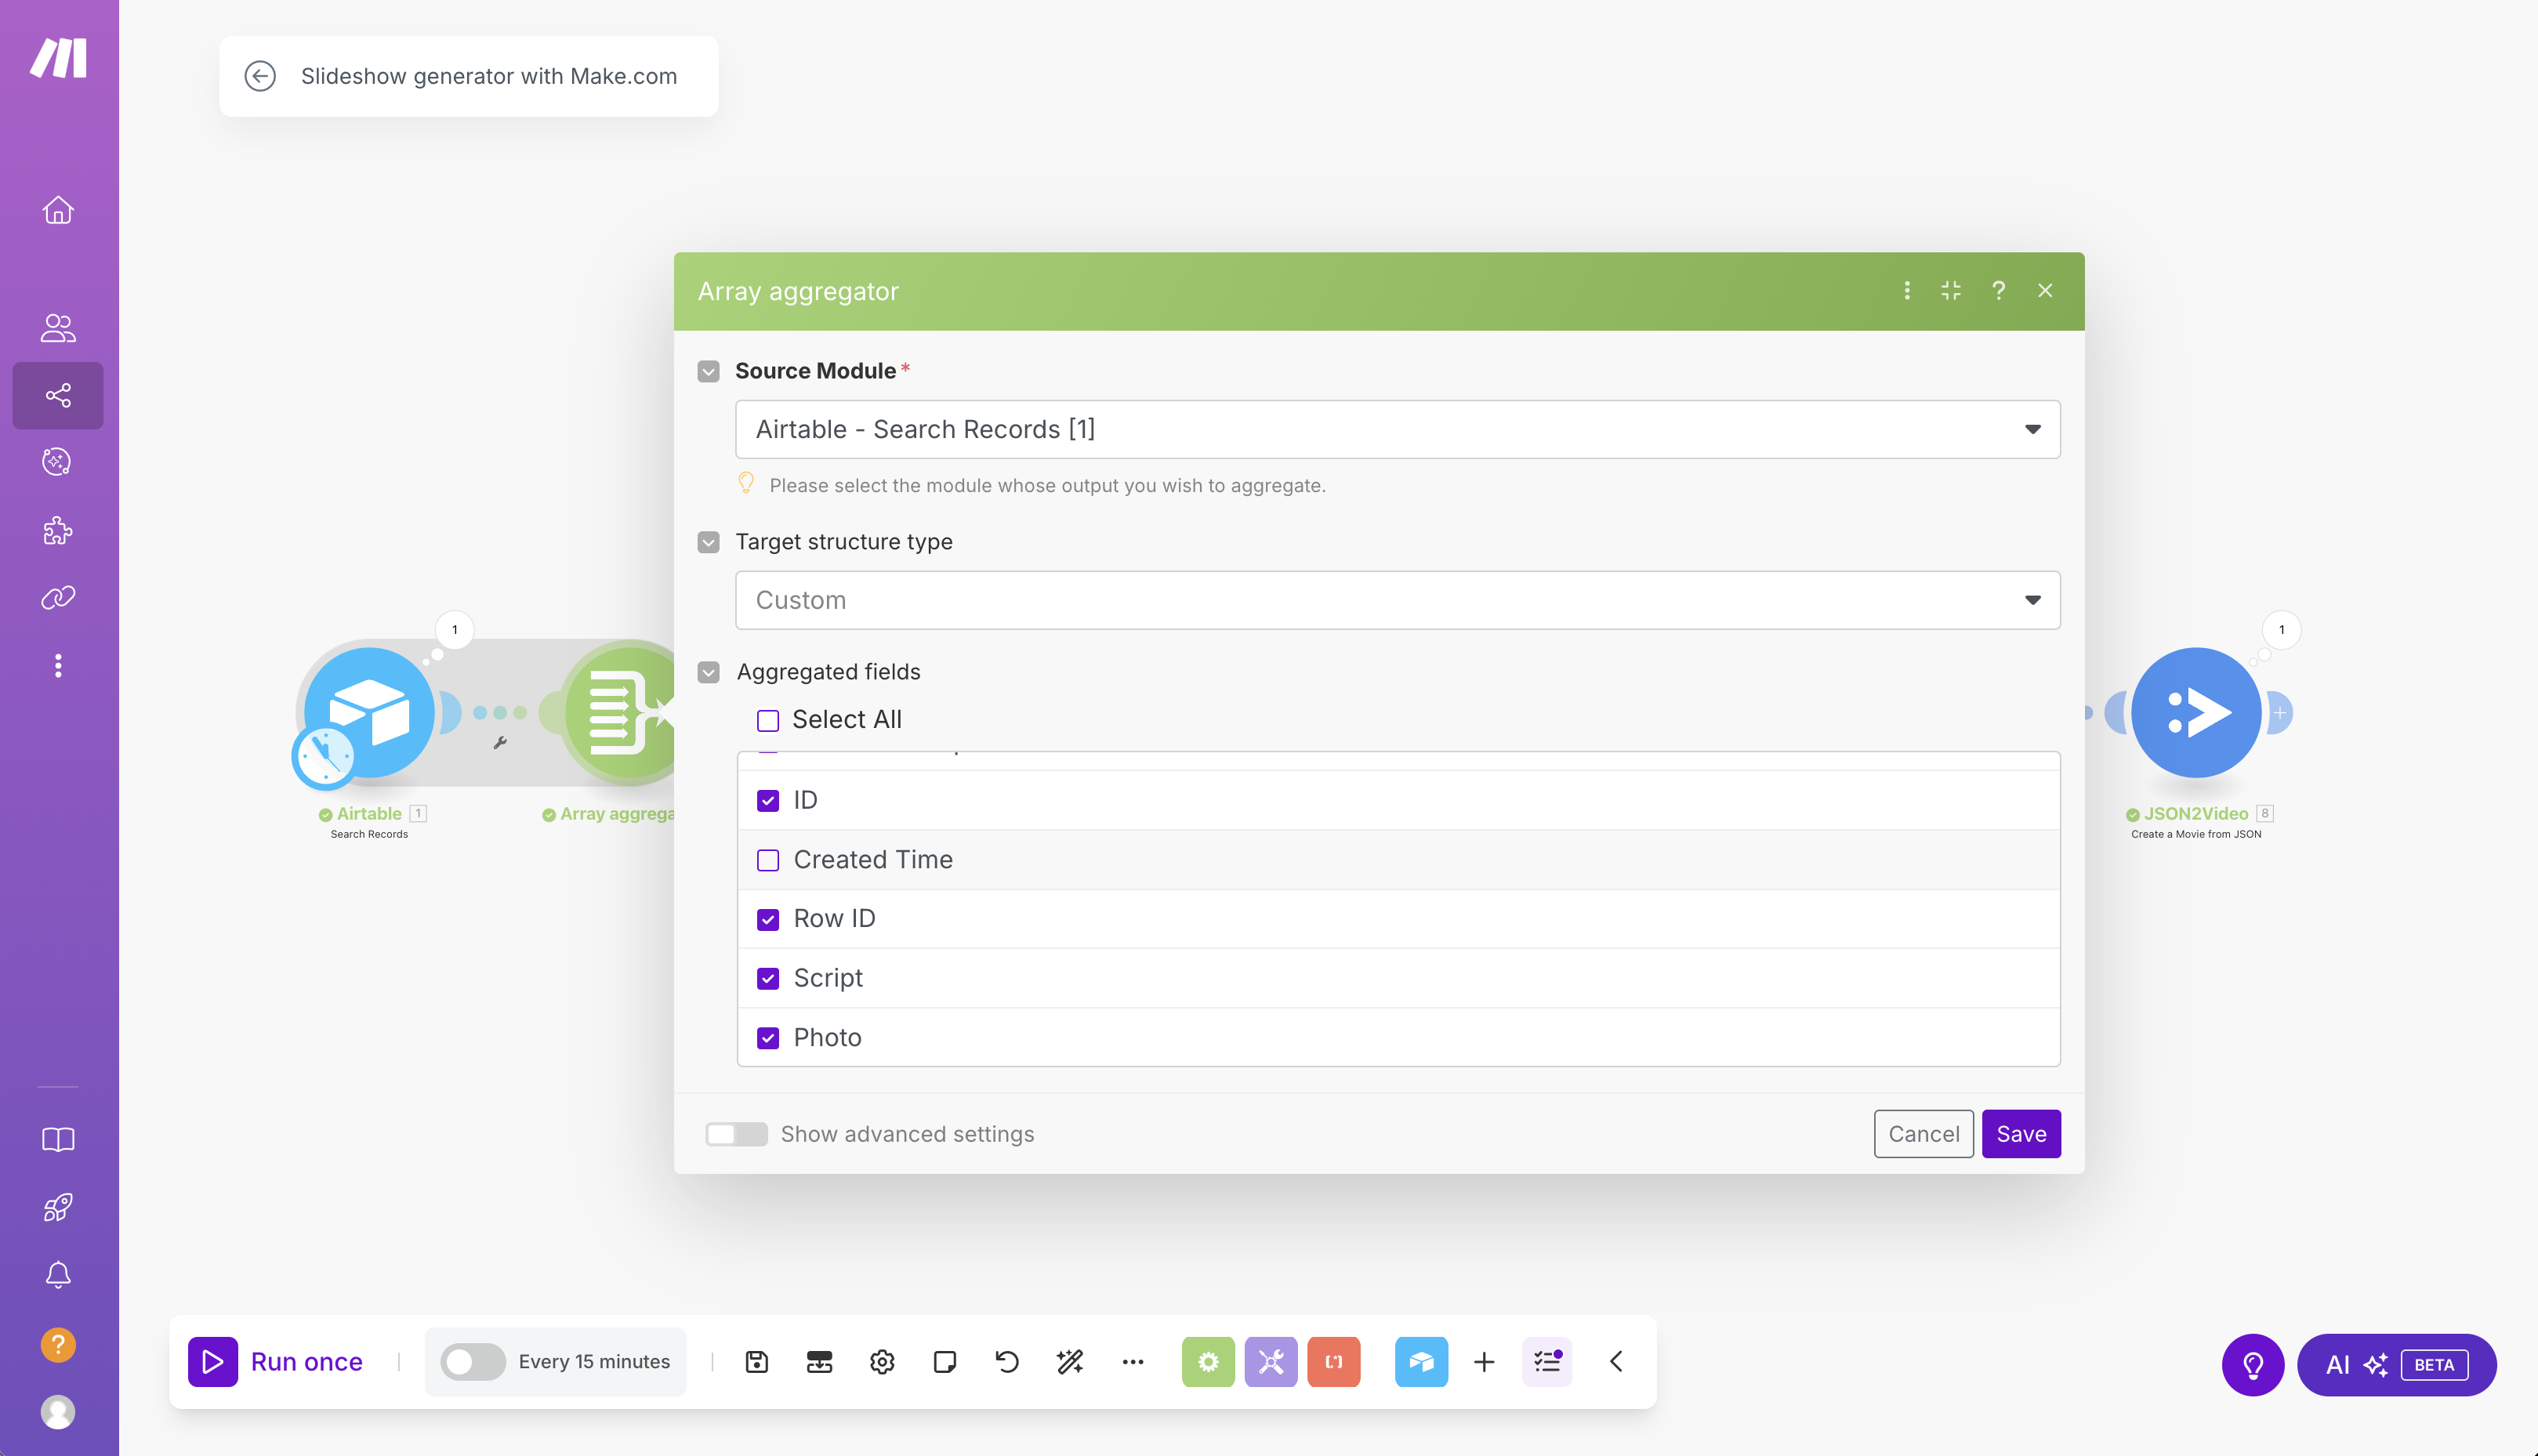 Slideshow generator with Make.com
Array aggregator
Source Module *
Airtable - Search Records [1]
Please select the module whose output you wish to aggregate.
Target structure type
Custom
Aggregated fields
Select All
ID
Created Time
Row ID
Script
Photo
Show advanced settings
Cancel
Save
1
Airtable 1
Search Records
Array aggrega
1
JSON2Video 8
Create a Movie from JSON
Run once
Every 15 minutes
AI BETA